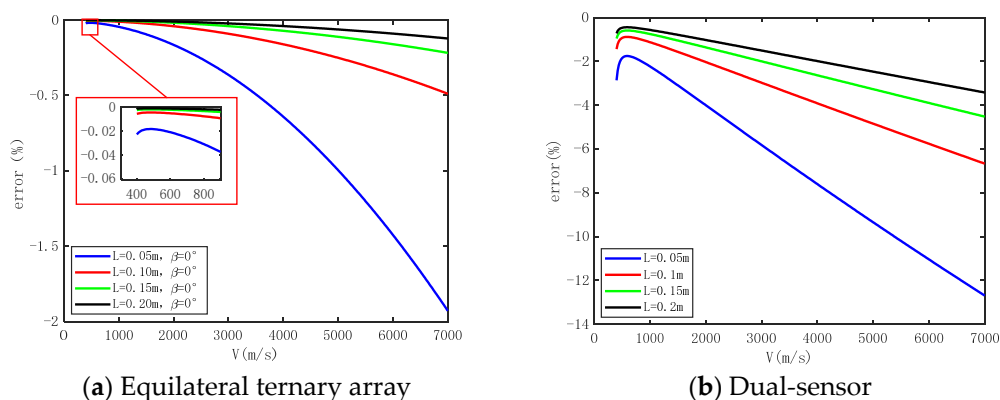 0
-0.5
-1
-1.5
-2
error (%)
0
-0.02
-0.04
-0.06
400 600 800
L=0.05m, β=0°
L=0.10m, β=0°
L=0.15m, β=0°
L=0.20m, β=0°
0 1000 2000 3000 4000 5000 6000 7000
V(m/s)
(a) Equilateral ternary array
0
-2
-4
-6
-8
-10
-12
-14
error(%)
L=0.05m
L=0.1m
L=0.15m
L=0.2m
0 1000 2000 3000 4000 5000 6000 7000
V(m/s)
(b) Dual-sensor